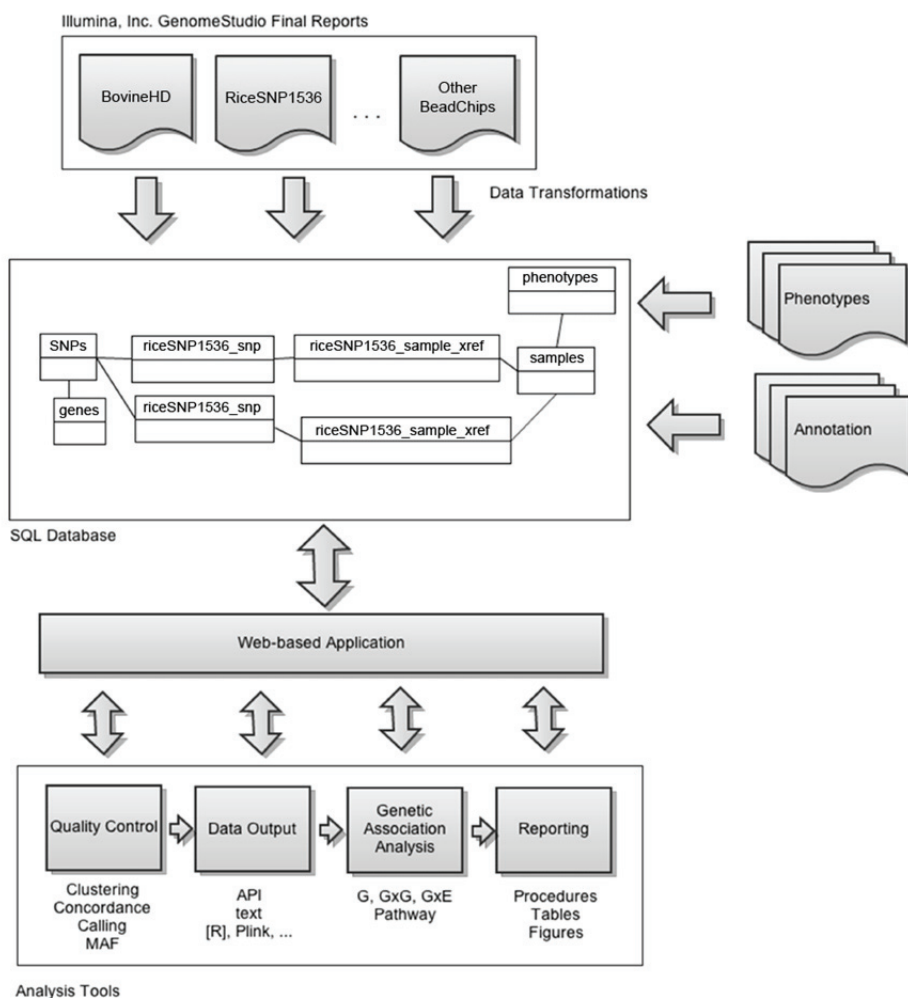 Illumina, Inc. GenomeStudio Final Reports
BovineHD
RiceSNP1536
. . .
Other
BeadChips
Data Transformations
phenotypes
Phenotypes
SNPs
riceSNP1536_snp
riceSNP1536_sample_xref
samples
genes
riceSNP1536_snp
riceSNP1536_sample_xref
Annotation
SQL Database
Web-based Application
Quality Control
Data Output
Genetic
Association
Analysis
Reporting
Clustering
Concordance
Calling
MAF
API
text
[R], Plink, ...
G, GxG, GxE
Pathway
Procedures
Tables
Figures
Analysis Tools